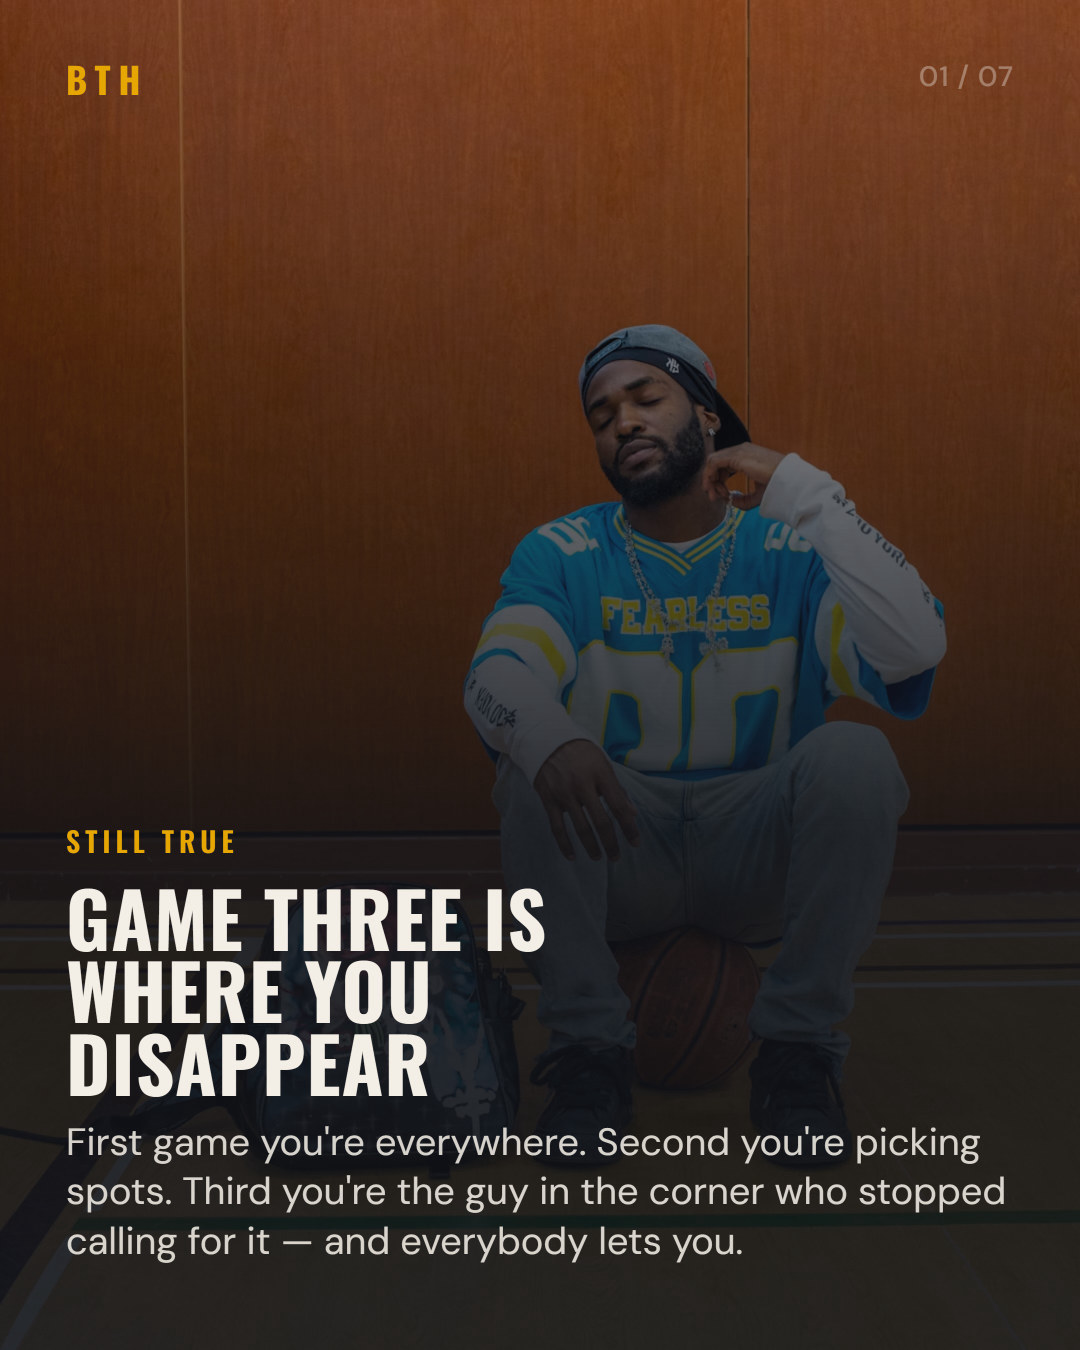 BTH
01 / 07
FEARLESS
00
STILL TRUE
GAME THREE IS
WHERE YOU
DISAPPEAR
First game you're everywhere. Second you're picking
spots. Third you're the guy in the corner who stopped
calling for it — and everybody lets you.